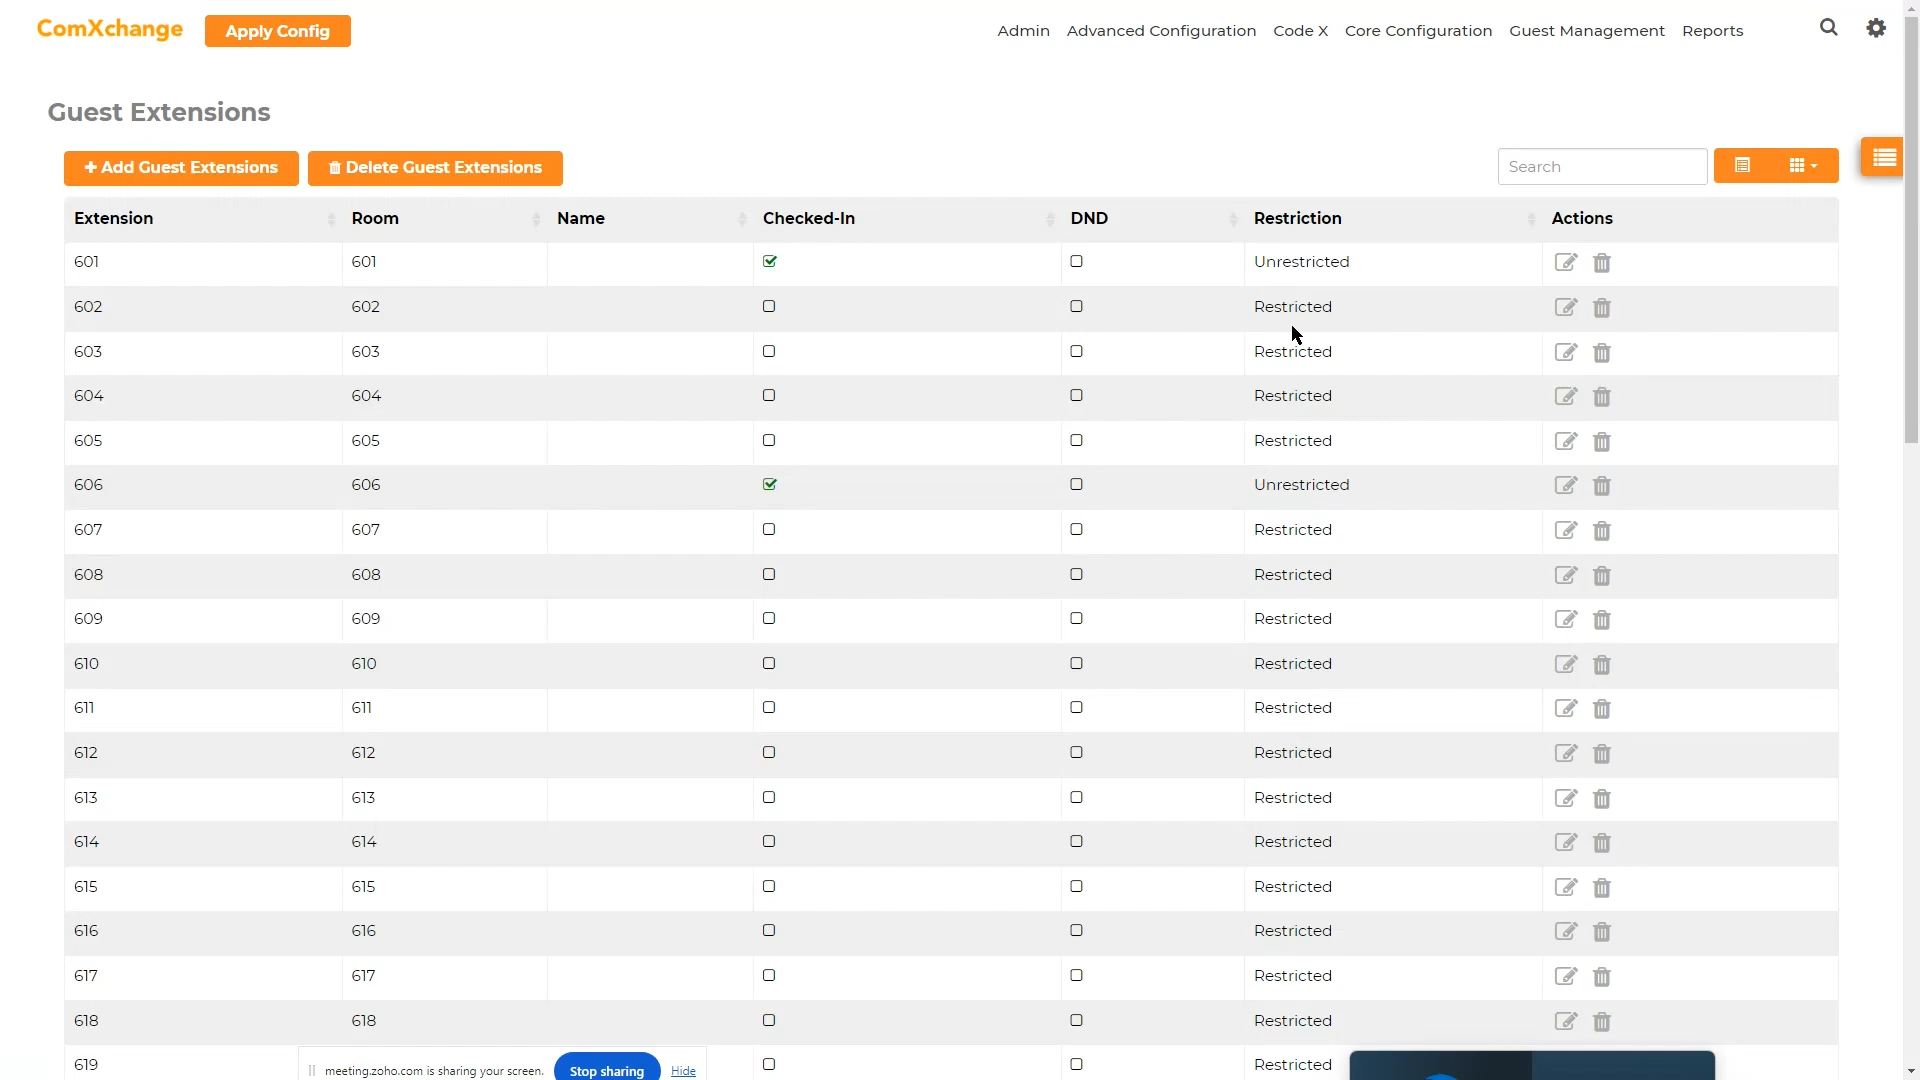 ComXchange Apply Config Admin Advanced Configuration Code X Core Configuration Guest Management Reports
Guest Extensions
Add Guest Extensions Delete Guest Extensions Search
Extension Room Name Checked-In DND Restriction Actions
601 601 Unrestricted
602 602 Restricted
603 603 Restricted
604 604 Restricted
605 605 Restricted
606 606 Unrestricted
607 607 Restricted
608 608 Restricted
609 609 Restricted
610 610 Restricted
611 611 Restricted
612 612 Restricted
613 613 Restricted
614 614 Restricted
615 615 Restricted
616 616 Restricted
617 617 Restricted
618 618 Restricted
619 Restricted
meeting.zoho.com is sharing your screen. Stop sharing Hide